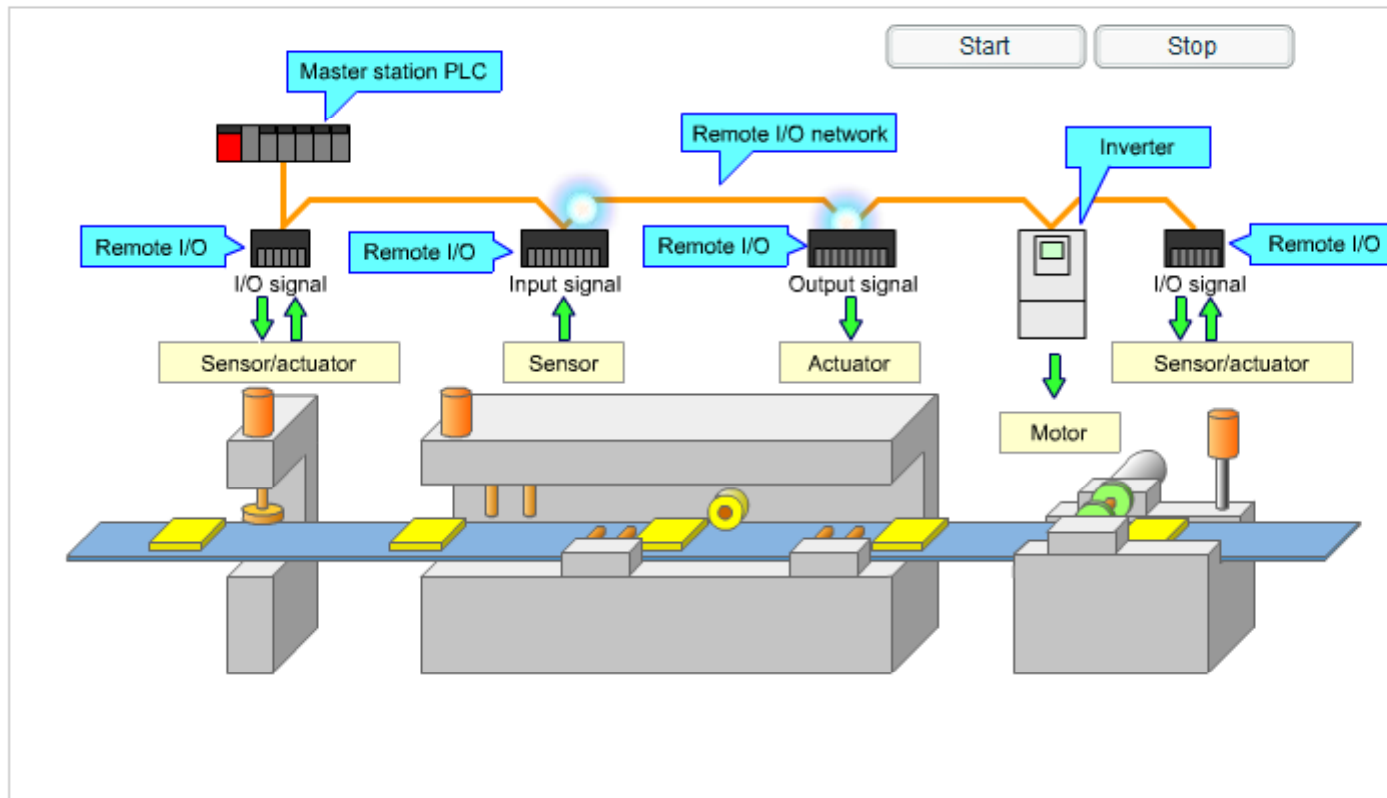 Start
Stop
Master station PLC
Remote I/O network
Inverter
Remote I/O
Remote I/O
Remote I/O
Remote I/O
I/O signal
Input signal
Output signal
I/O signal
Sensor/actuator
Sensor
Actuator
Sensor/actuator
Motor